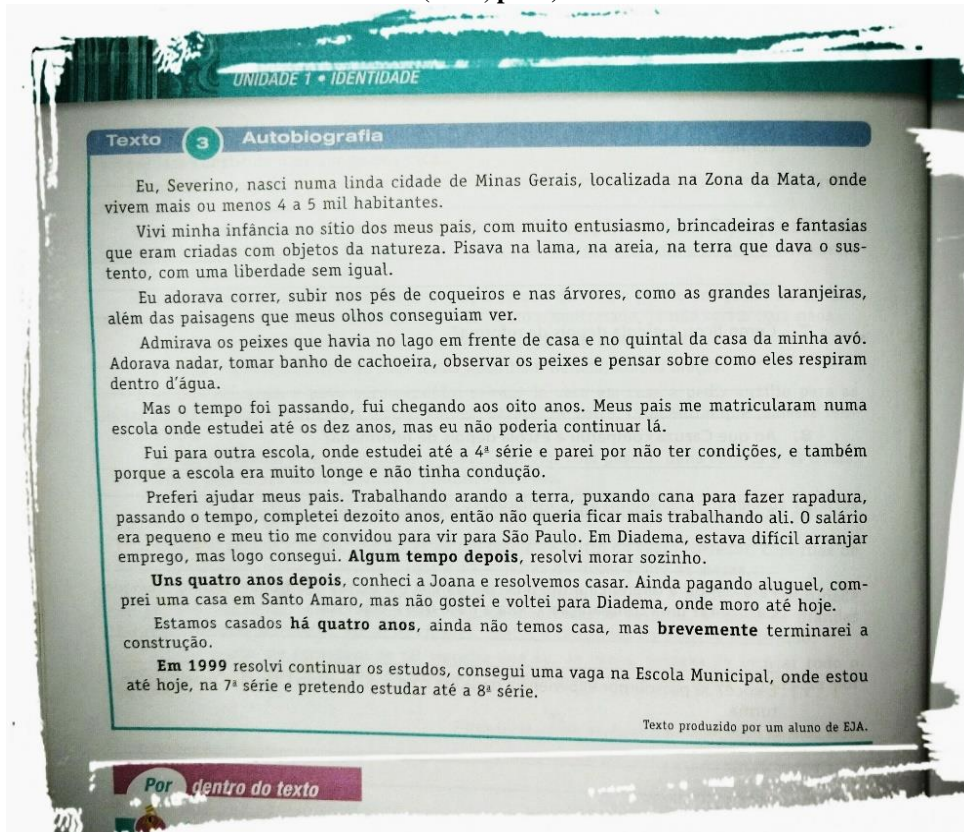 UNIDADE 1 • IDENTIDADE
Texto 3 Autobiografia
Eu, Severino, nasci numa linda cidade de Minas Gerais, localizada na Zona da Mata, onde
vivem mais ou menos 4 a 5 mil habitantes.
Vivi minha infância no sítio dos meus pais, com muito entusiasmo, brincadeiras e fantasias
que eram criadas com objetos da natureza. Pisava na lama, na areia, na terra que dava o sus-
tento, com uma liberdade sem igual.
Eu adorava correr, subir nos pés de coqueiros e nas árvores, como as grandes laranjeiras,
além das paisagens que meus olhos conseguiam ver.
Admirava os peixes que havia no lago em frente de casa e no quintal da casa da minha avó.
Adorava nadar, tomar banho de cachoeira, observar os peixes e pensar sobre como eles respiram
dentro d'água.
Mas o tempo foi passando, fui chegando aos oito anos. Meus pais me matricularam numa
escola onde estudei até os dez anos, mas eu não poderia continuar lá.
Fui para outra escola, onde estudei até a 4ª série e parei por não ter condições, e também
porque a escola era muito longe e não tinha condução.
Preferi ajudar meus pais. Trabalhando arando a terra, puxando cana para fazer rapadura,
passando o tempo, completei dezoito anos, então não queria ficar mais trabalhando ali. O salário
era pequeno e meu tio me convidou para vir para São Paulo. Em Diadema, estava difícil arranjar
emprego, mas logo consegui. Algum tempo depois, resolvi morar sozinho.
Uns quatro anos depois, conheci a Joana e resolvemos casar. Ainda pagando aluguel, com-
prei uma casa em Santo Amaro, mas não gostei e voltei para Diadema, onde moro até hoje.
Estamos casados há quatro anos, ainda não temos casa, mas brevemente terminarei a
construção.
Em 1999 resolvi continuar os estudos, consegui uma vaga na Escola Municipal, onde estou
até hoje, na 7ª série e pretendo estudar até a 8ª série.
Texto produzido por um aluno de EJA.
Por dentro do texto